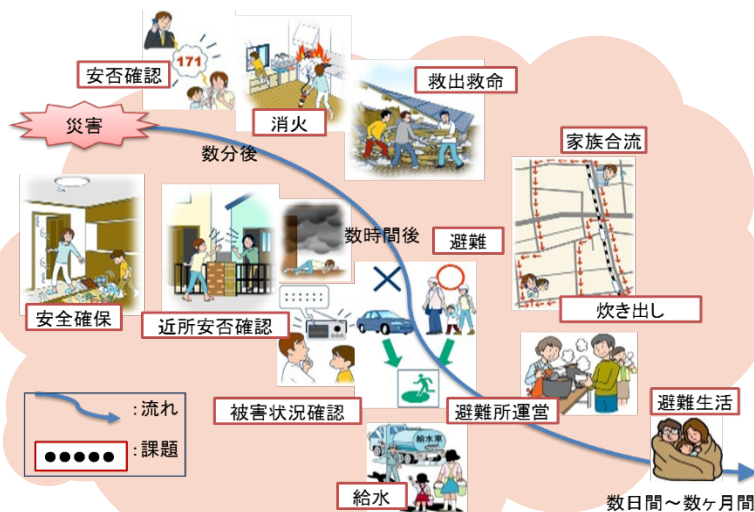 安否確認
171
消火
救出救命
災害
数分後
家族合流
安全確保
近所安否確認
数時間後
避難
炊き出し
被害状況確認
避難所運営
避難生活
:流れ
:課題
給水車
給水
数日間～数ヶ月間